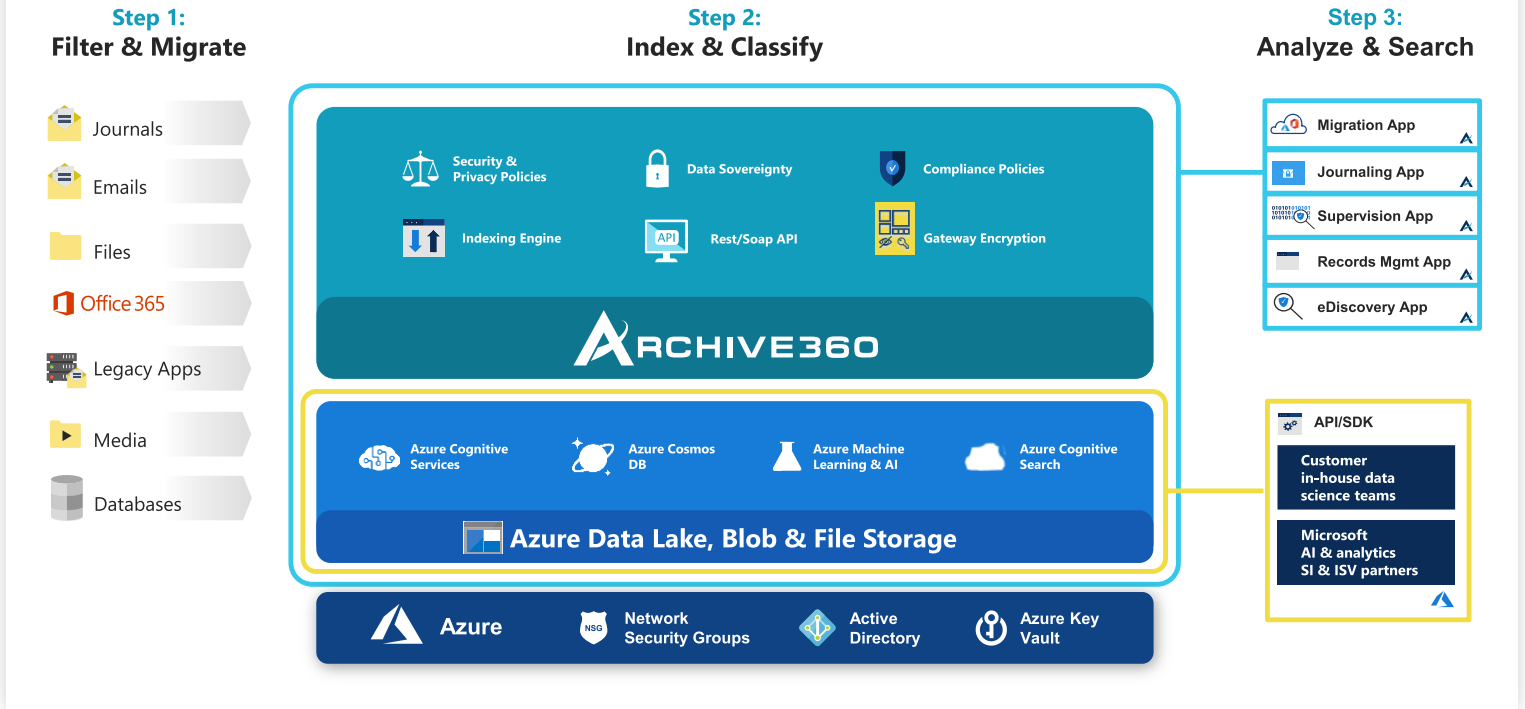 Step 1:
Filter & Migrate
Journals
Emails
Files
Office 365
Legacy Apps
Media
Databases
Step 2:
Index & Classify
Security &
Privacy Policies
Data Sovereignty
Compliance Policies
Indexing Engine
API
Rest/Soap API
Gateway Encryption
ARCHIVE360
Azure Cognitive
Services
Azure Cosmos
DB
Azure Machine
Learning & AI
Azure Cognitive
Search
Azure Data Lake, Blob & File Storage
Azure
NSG
Network
Security Groups
Active
Directory
Azure Key
Vault
Step 3:
Analyze & Search
Migration App
Journaling App
Supervision App
Records Mgmt App
eDiscovery App
API/SDK
Customer
in-house data
science teams
Microsoft
AI & analytics
SI & ISV partners